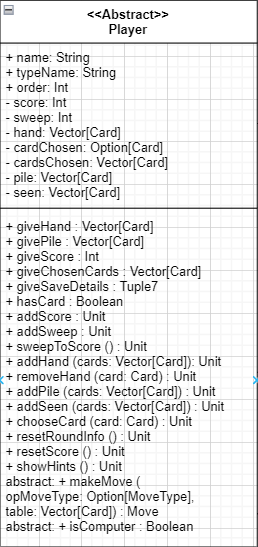 <<Abstract>>
Player
+ name: String
+ typeName: String
+ order: Int
- score: Int
- sweep: Int
- hand: Vector[Card]
- cardChosen: Option[Card]
- cardsChosen: Vector[Card]
- pile: Vector[Card]
- seen: Vector[Card]
+ giveHand : Vector[Card]
+ givePile : Vector[Card]
+ giveScore : Int
+ giveChosenCards : Vector[Card]
+ giveSaveDetails : Tuple7
+ hasCard : Boolean
+ addScore : Unit
+ addSweep : Unit
+ sweepToScore () : Unit
+ addHand (cards: Vector[Card]): Unit
+ removeHand (card: Card) : Unit
+ addPile (cards: Vector[Card]) : Unit
+ addSeen (cards: Vector[Card]) : Unit
+ chooseCard (card: Card) : Unit
+ resetRoundInfo () : Unit
+ resetScore () : Unit
+ showHints () : Unit
abstract: + makeMove (
opMoveType: Option[MoveType],
table: Vector[Card]) : Move
abstract: + isComputer : Boolean